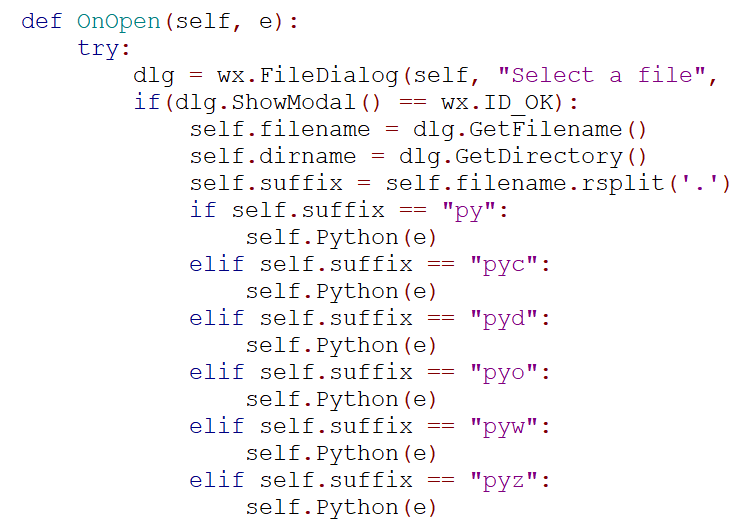 def OnOpen(self, e):
    try:
        dlg = wx.FileDialog(self, "Select a file",
        if(dlg.ShowModal() == wx.ID_OK):
            self.filename = dlg.GetFilename()
            self.dirname = dlg.GetDirectory()
            self.suffix = self.filename.rsplit('.')
            if self.suffix == "py":
                self.Python(e)
            elif self.suffix == "pyc":
                self.Python(e)
            elif self.suffix == "pyd":
                self.Python(e)
            elif self.suffix == "pyo":
                self.Python(e)
            elif self.suffix == "pyw":
                self.Python(e)
            elif self.suffix == "pyz":
                self.Python(e)